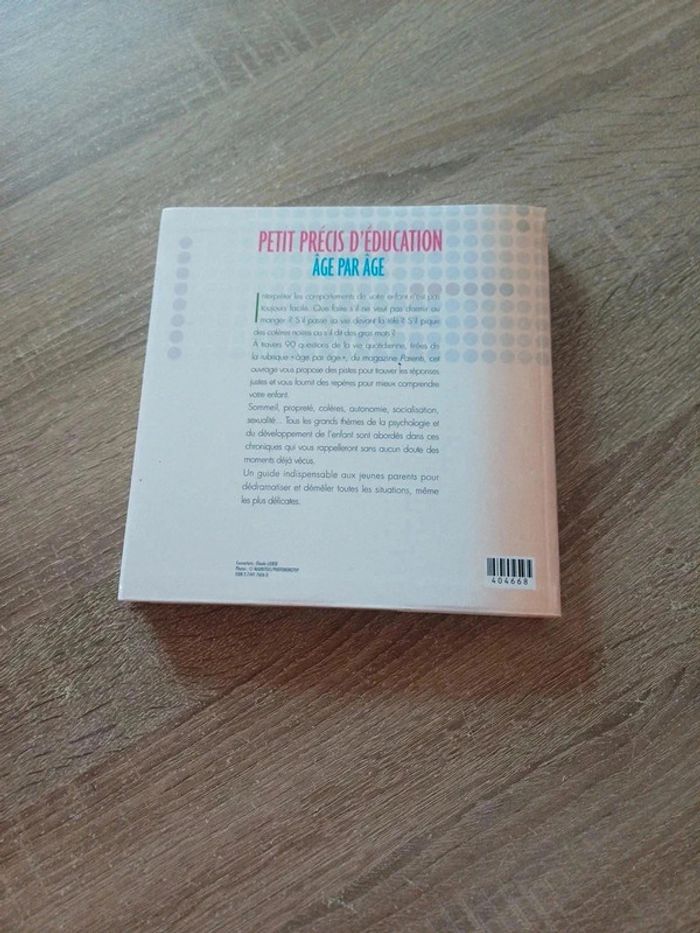 PETIT PRÉCIS D'ÉDUCATION
ÂGE PAR ÂGE
Interpréter les comportements de votre enfant n'est pas
toujours facile. Que faire s'il ne veut pas dormir ou
manger ? S'il passe sa vie devant la télé ? S'il pique
des colères noires ou s'il dit des gros mots ?
À travers 90 questions de la vie quotidienne, tirées de
la rubrique « âge par âge », du magazine Parents, cet
ouvrage vous propose des pistes pour trouver les réponses
justes et vous fournit des repères pour mieux comprendre
votre enfant.
Sommeil, propreté, colères, autonomie, socialisation,
sexualité... Tous les grands thèmes de la psychologie et
du développement de l'enfant sont abordés dans ces
chroniques qui vous rappelleront sans aucun doute des
moments déjà vécus.
Un guide indispensable aux jeunes parents pour
dédramatiser et démêler toutes les situations, même
les plus délicates.
Couverture : Claude
Photo : ©
ISBN
404668